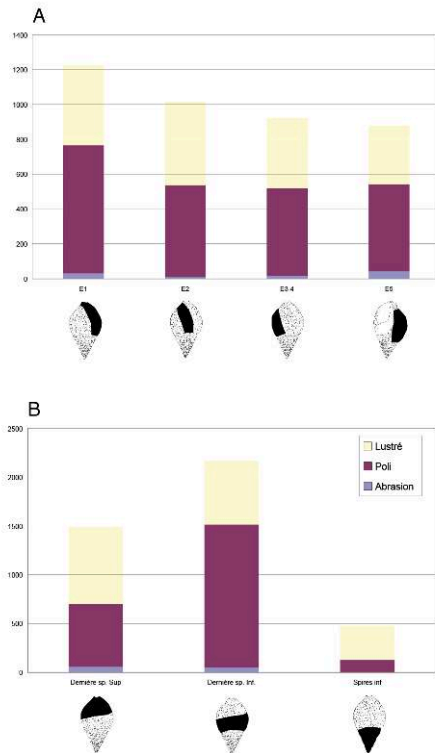 A
1400
1200
1000
800
600
400
200
0
E1 E2 E3-4 E5
B
2500
2000
1500
1000
500
0
Lustré
Poli
Abrasion
Dernière sp. Sup Dernière sp. Inf. Spires inf